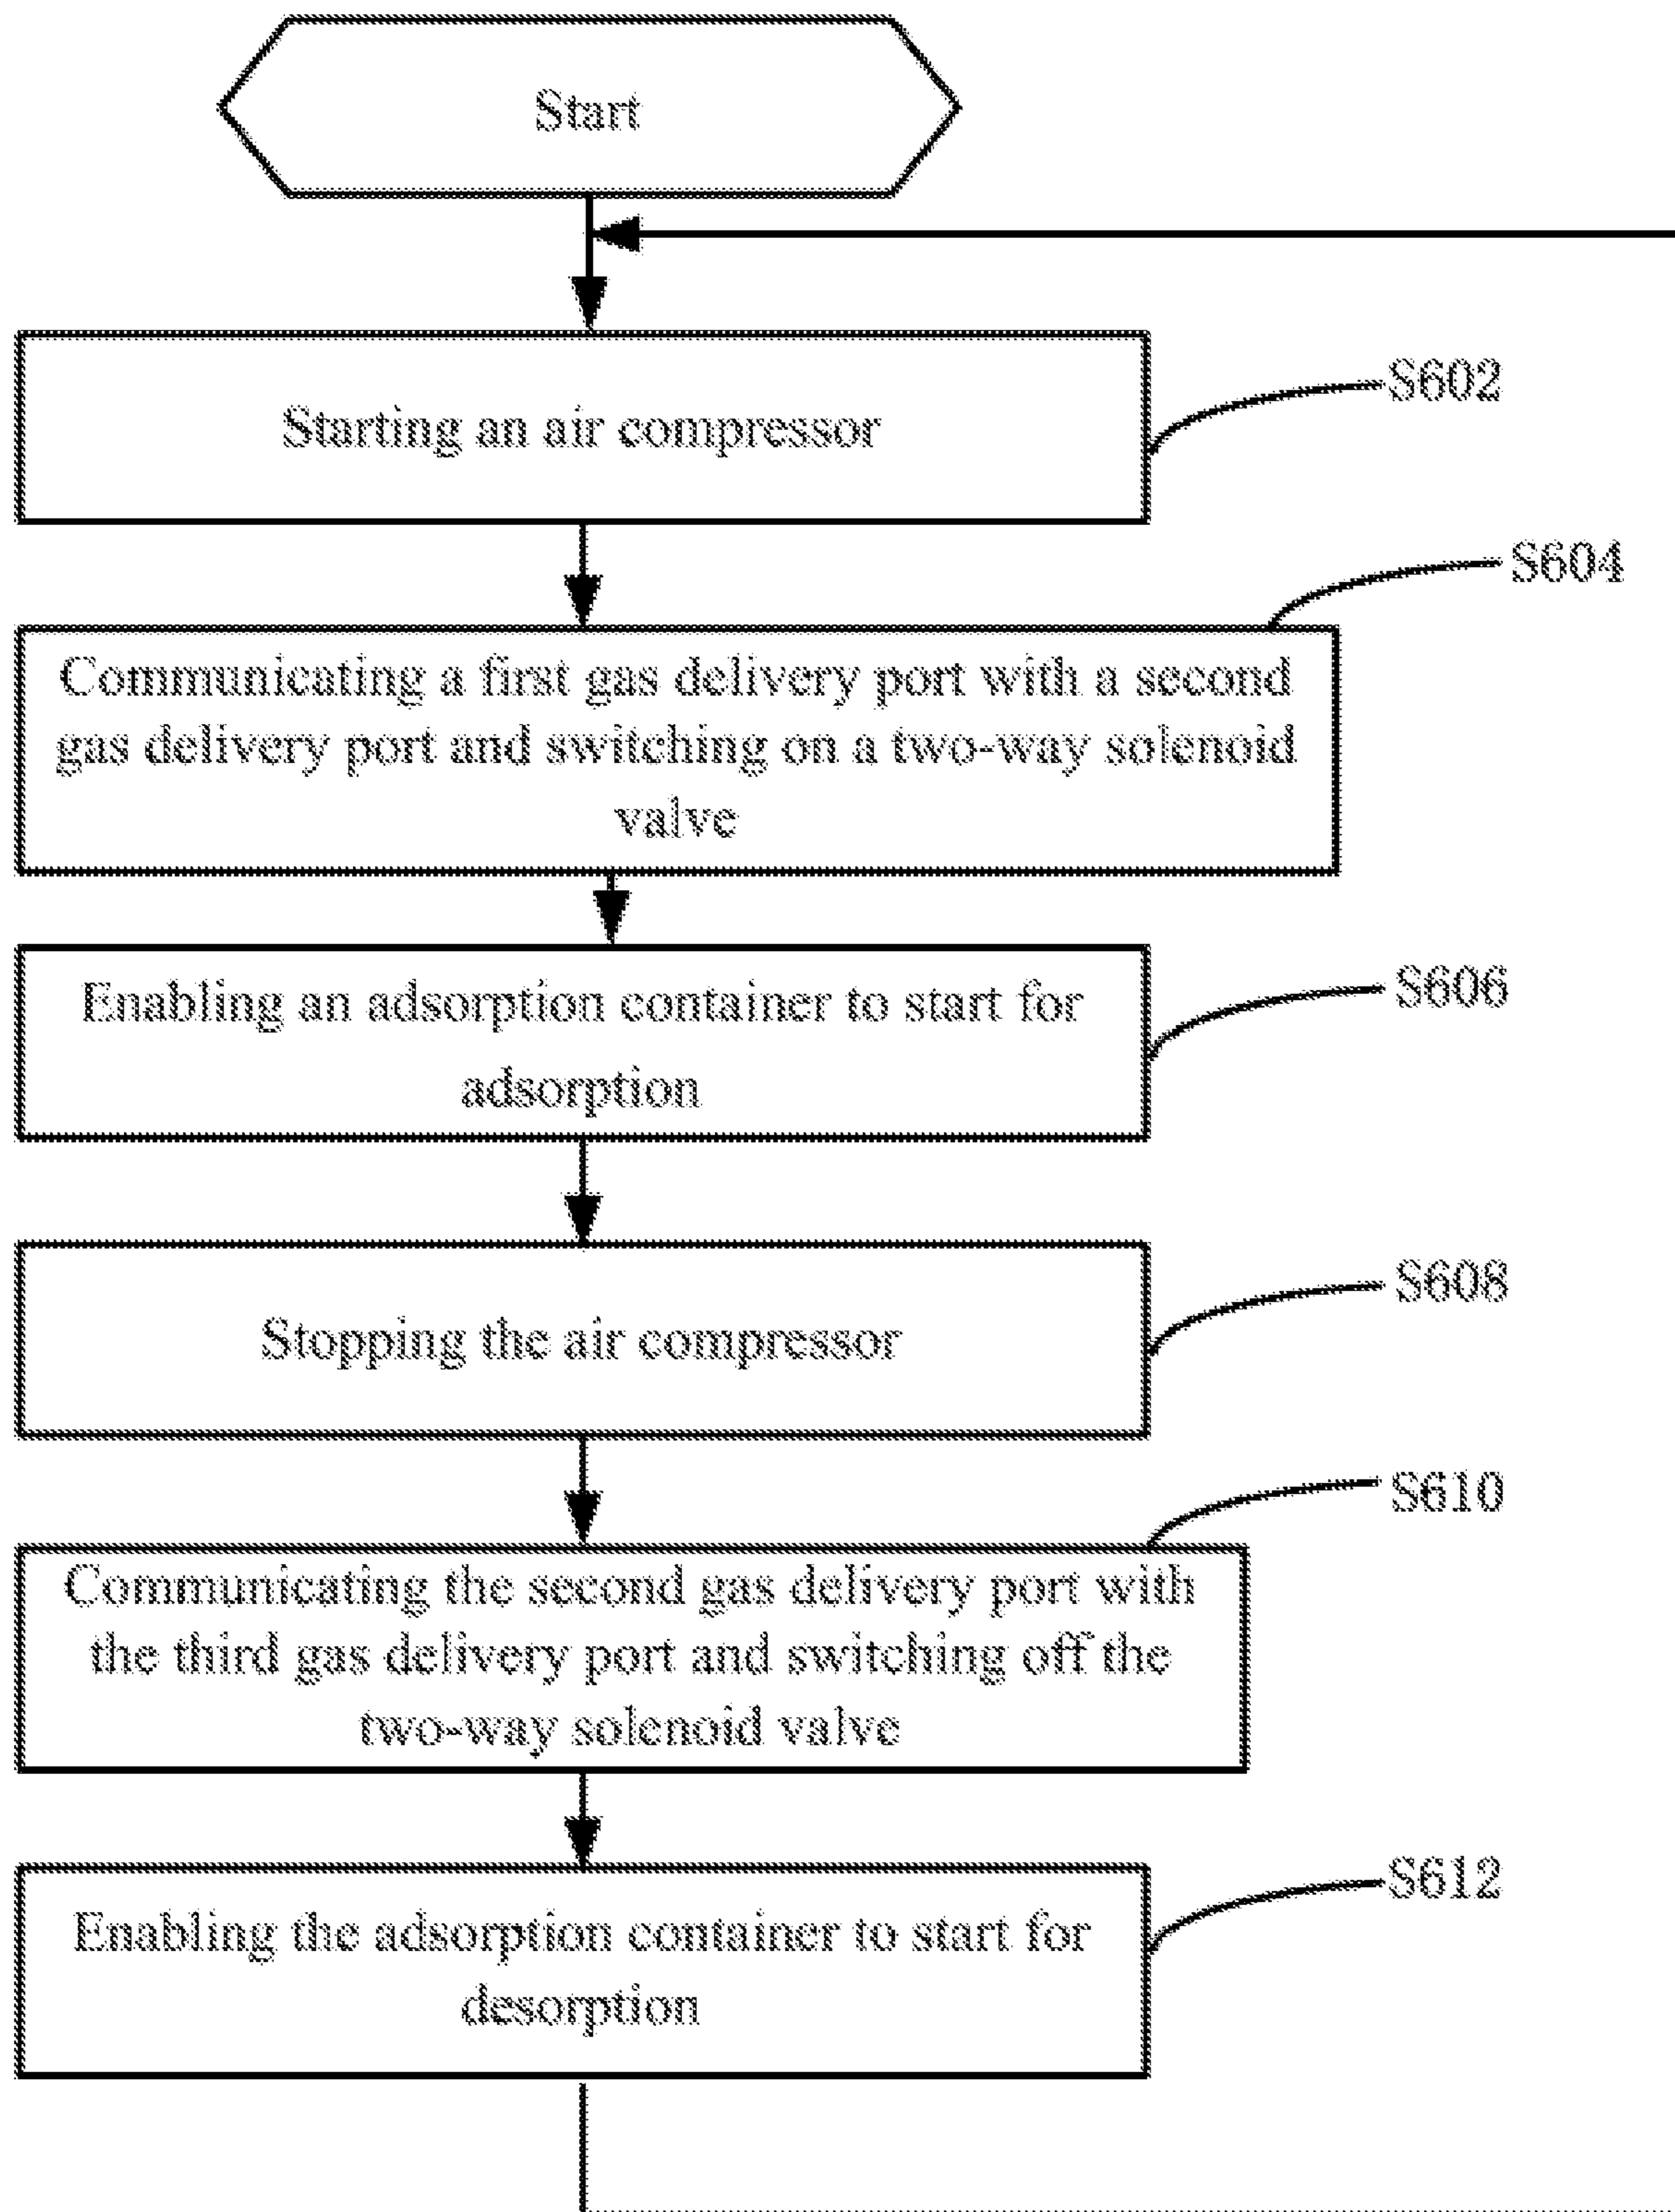 Start
Starting an air compressor
S602
S604
Communicating a first gas delivery port with a second
gas delivery port and switching on a two-way solenoid
valve
Enabling an adsorption container to start for
adsorption
S606
Stopping the air compressor
S608
S610
Communicating the second gas delivery port with
the third gas delivery port and switching off the
two-way solenoid valve
Enabling the adsorption container to start for
desorption
S612